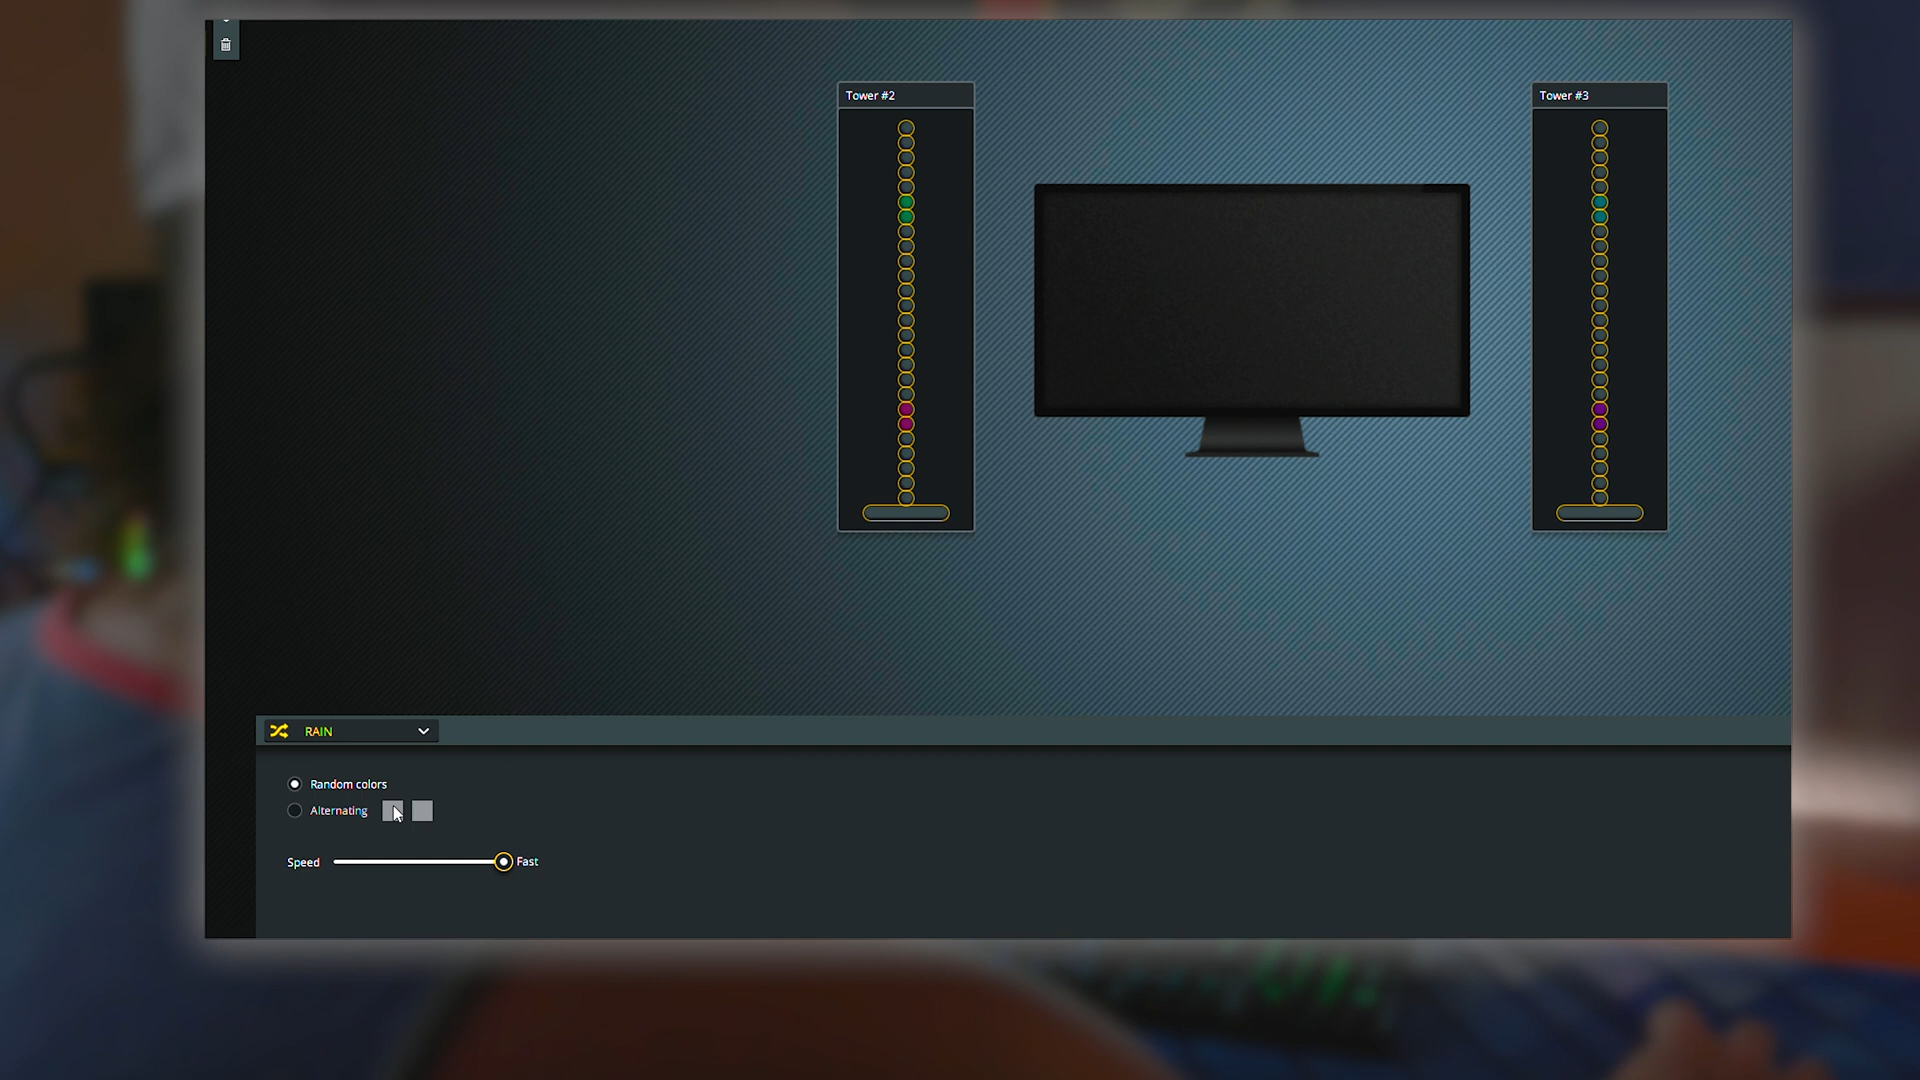 Tower #2
Tower #3
RAIN
Random colors
Alternating
Speed
Fast